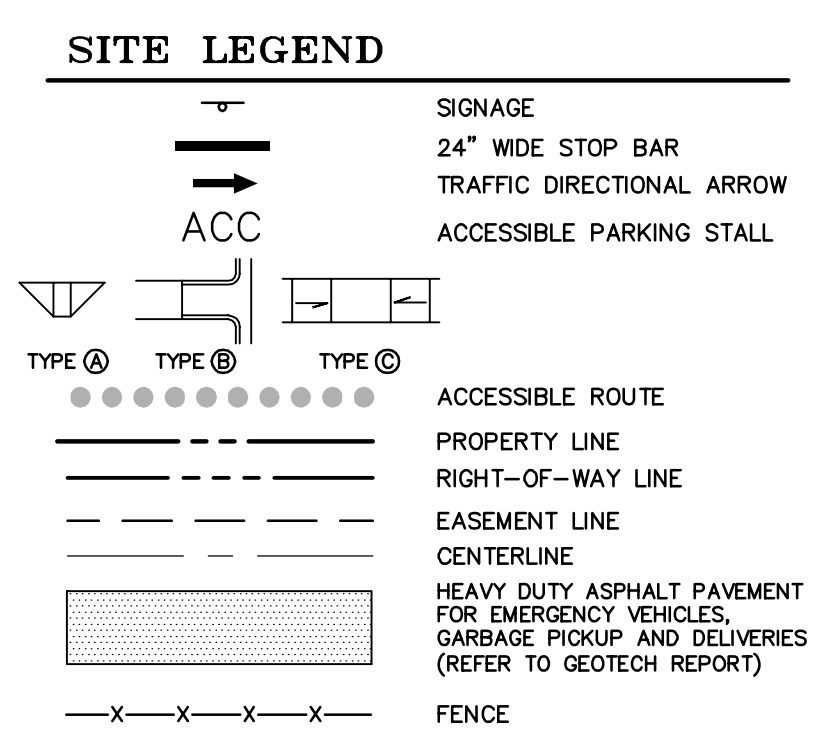 SITE LEGEND
SIGNAGE
24” WIDE STOP BAR
TRAFFIC DIRECTIONAL ARROW
ACC ACCESSIBLE PARKING STALL
TYPE A TYPE B TYPE C
ACCESSIBLE ROUTE
PROPERTY LINE
RIGHT-OF-WAY LINE
EASEMENT LINE
CENTERLINE
HEAVY DUTY ASPHALT PAVEMENT
FOR EMERGENCY VEHICLES,
GARBAGE PICKUP AND DELIVERIES
(REFER TO GEOTECH REPORT)
X X X X FENCE